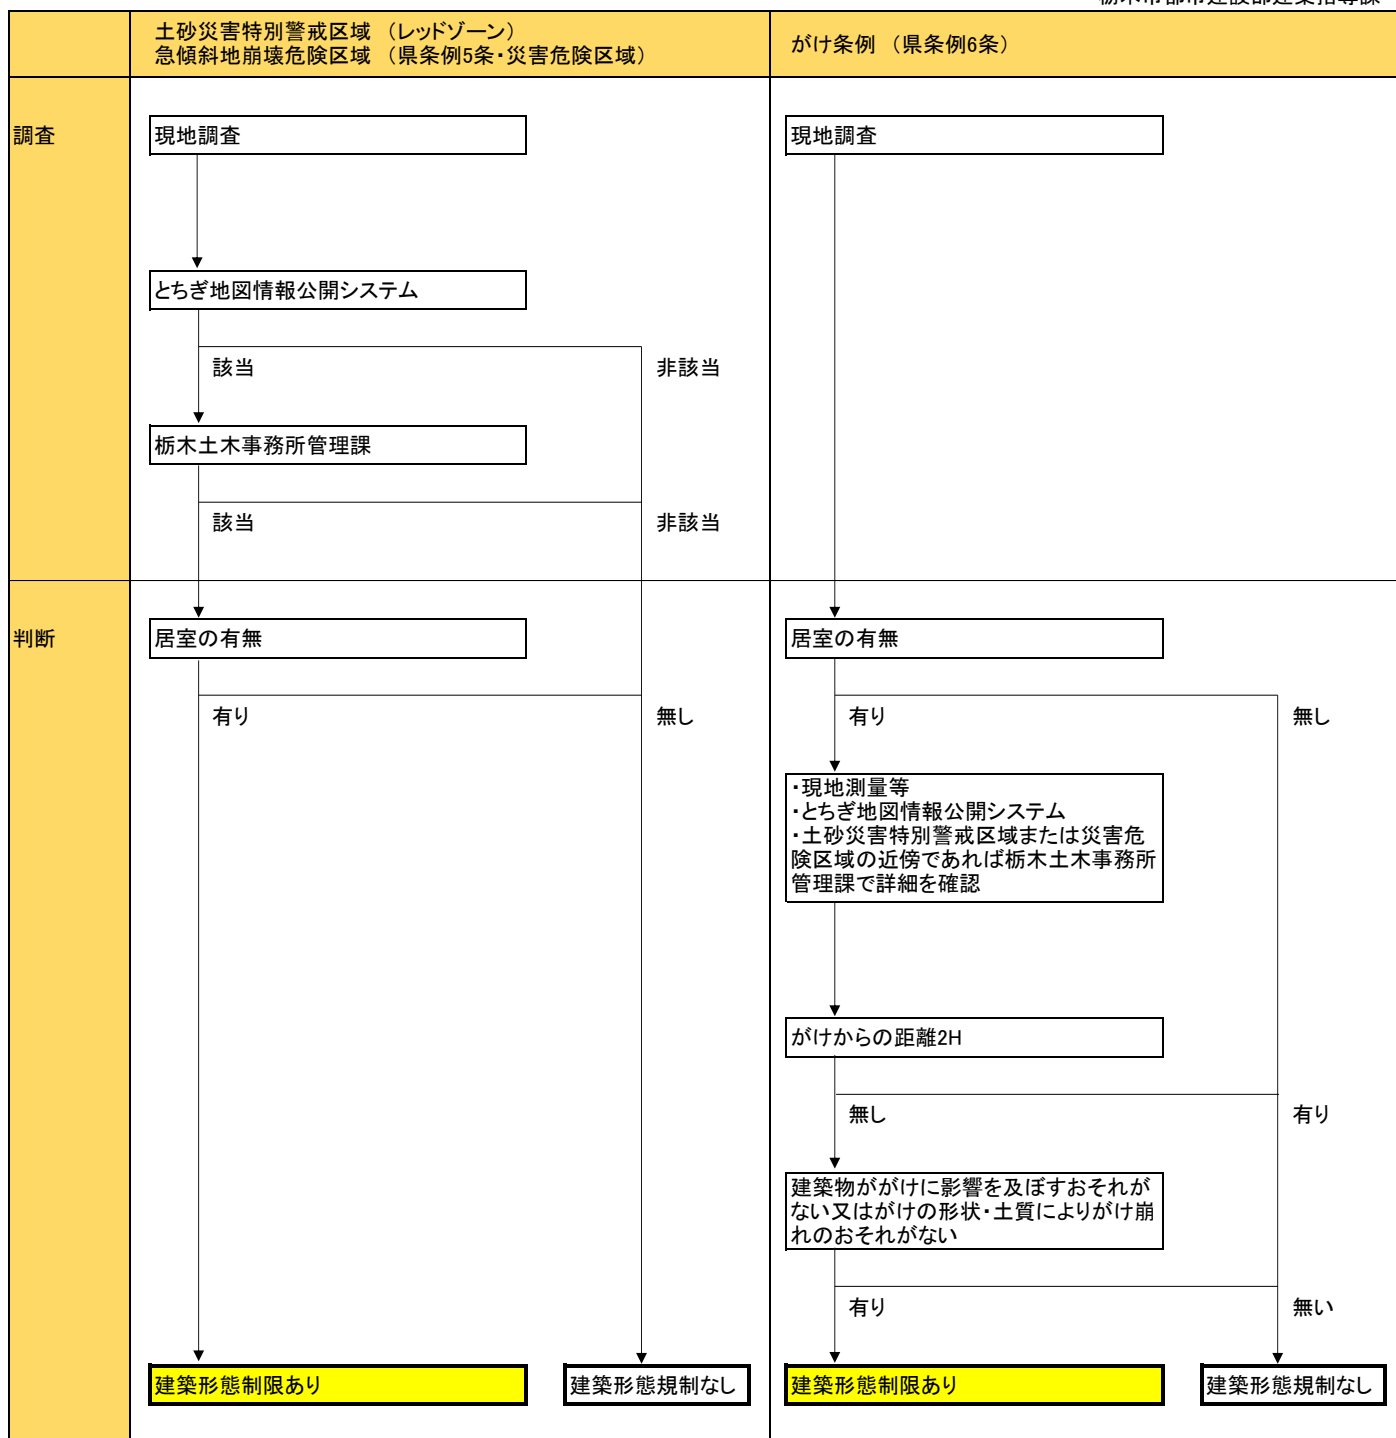 土砂災害特別警戒区域 （レッドゾーン）
急傾斜地崩壊危険区域 （県条例5条・災害危険区域）
がけ条例 （県条例6条）
調査
現地調査
現地調査
とちぎ地図情報公開システム
該当
非該当
栃木土木事務所管理課
該当
非該当
判断
居室の有無
居室の有無
有り
無し
有り
無し
・現地測量等
・とちぎ地図情報公開システム
・土砂災害特別警戒区域または災害危
険区域の近傍であれば栃木土木事務所
管理課で詳細を確認
がけからの距離2H
無し
有り
建築物ががけに影響を及ぼすおそれが
ない又はがけの形状・土質によりがけ崩
れのおそれがない
有り
無い
建築形態制限あり
建築形態規制なし
建築形態制限あり
建築形態規制なし